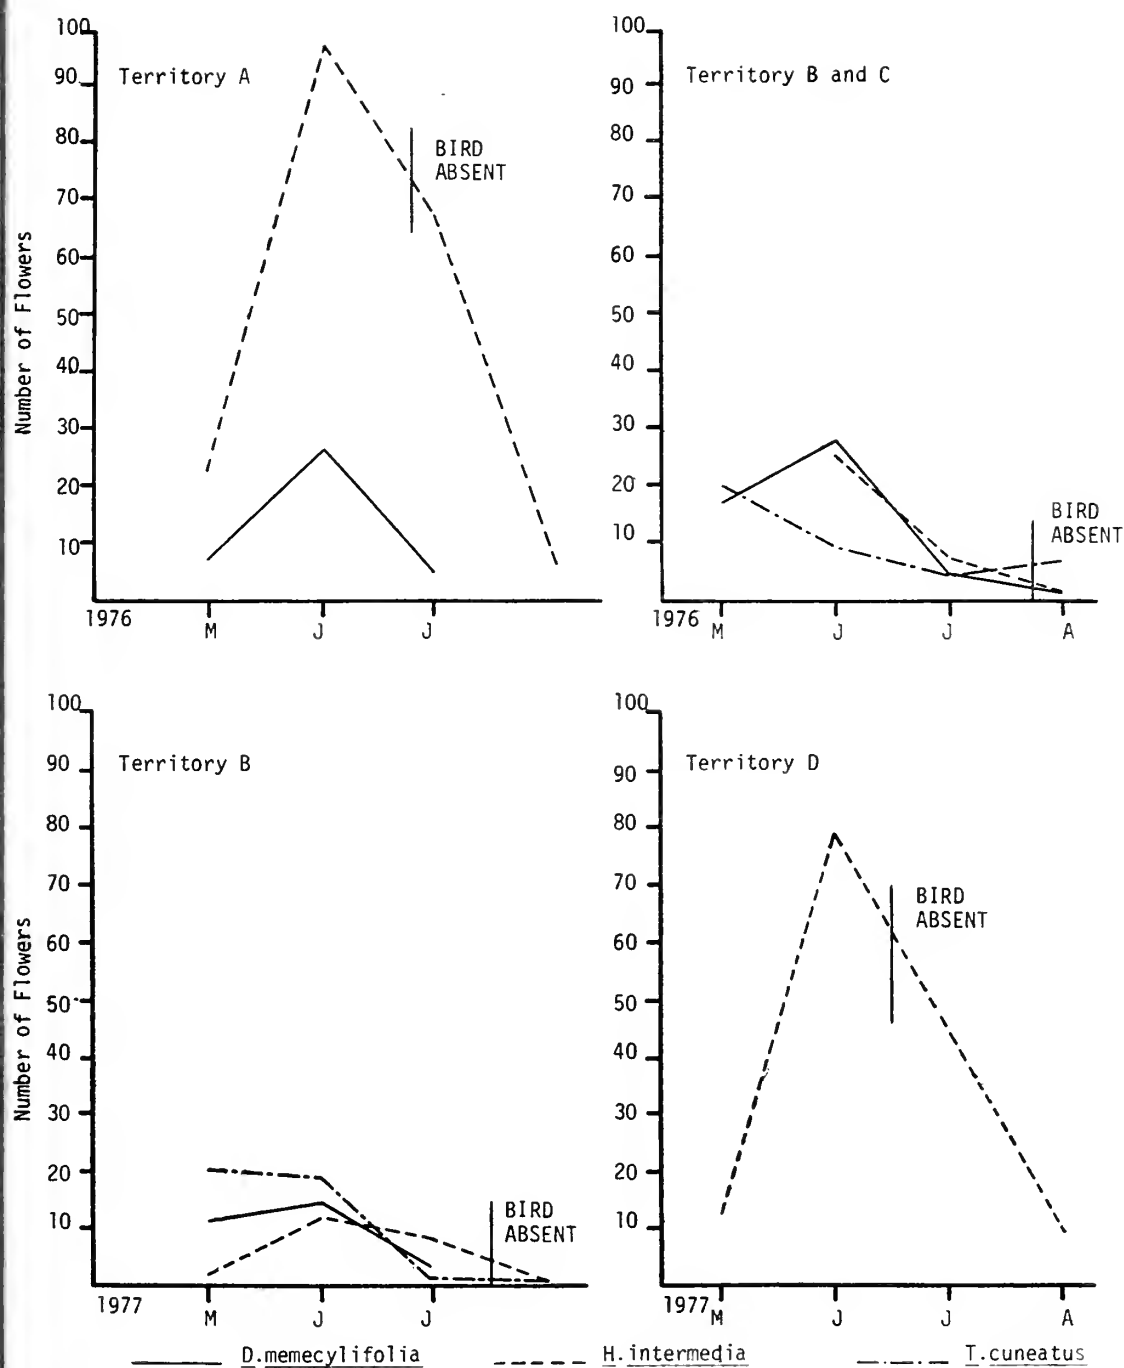 100
90
80
70
60
50
40
30
20
10
Number of Flowers
Territory A
BIRD
ABSENT
1976
M
J
J
100
90
80
70
60
50
40
30
20
10
Territory B and C
BIRD
ABSENT
1976
M
J
J
A
100
90
80
70
60
50
40
30
20
10
Number of Flowers
Territory B
BIRD
ABSENT
1977
M
J
J
100
90
80
70
60
50
40
30
20
10
Territory D
BIRD
ABSENT
1977
M
J
J
A
D.memecylifolia
H.intermedia
T.cuneatus